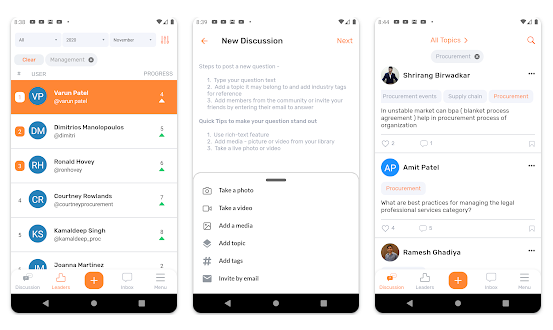 8:38
All
2020
November
Clear
Management
# USER PROGRESS
1 VP Varun Patel 4
@varun patel
2 DM Dimitrios Manolopoulos 5
@dimitri
3 RH Ronald Hovey 6
@ronhovey
4 CR Courtney Rowlands 7
@courtneyprocurement
5 KS Kamaldeep Singh 8
@kamaldeep_proc
JM Joanna Martinez
Discussion
Leaders
+
Inbox
Menu
8:39
New Discussion
Next
Steps to post a new question -
1. Type your question text
2. Add a topic it may belong to and add industry tags
for reference
3. Add members from the community or invite your
friends by entering their email to answer
Quick Tips to make your question stand out
1. Use rich-text feature
2. Add media - picture or video from your library
3. Take a live photo or video
Take a photo
Take a video
Add a media
Add topic
Add tags
Invite by email
8:44
All Topics
Procurement
Shrirang Birwadkar
Procurement events
Supply chain
Procurement
In unstable market can bpa ( blanket process
agreement ) help in procurement process of
organization
2
1
AP Amit Patel
Procurement
What are best practices for managing the legal
professional services category?
4
5
Ramesh Ghadiya
Discussion
Leaders
+
Inbox
Menu